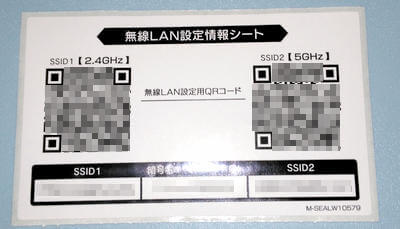 無線LAN設定情報シート
SSID1【2.4GHz】
SSID2【5GHz】
無線LAN設定用QRコード
SSID1
SSID2
M-SEALW10579